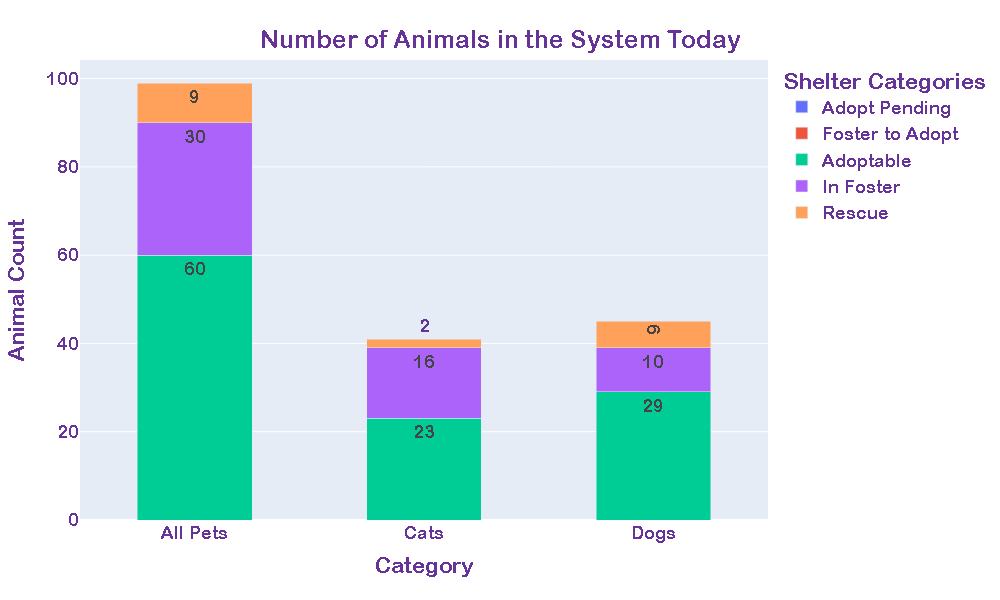 Number of Animals in the System Today
Shelter Categories
Adopt Pending
Foster to Adopt
Adoptable
In Foster
Rescue
Animal Count
100
80
60
40
20
0
9
30
60
2
16
23
6
10
29
All Pets
Cats
Dogs
Category